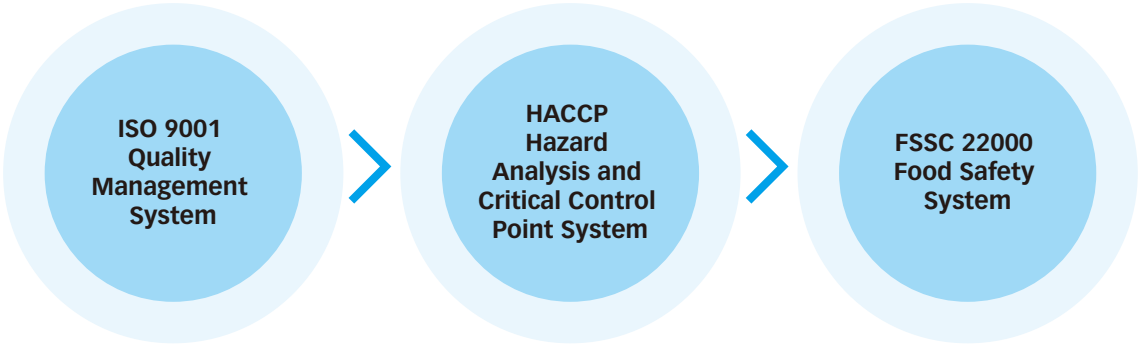 ISO 9001
Quality
Management
System
HACCP
Hazard
Analysis and
Critical Control
Point System
FSSC 22000
Food Safety
System